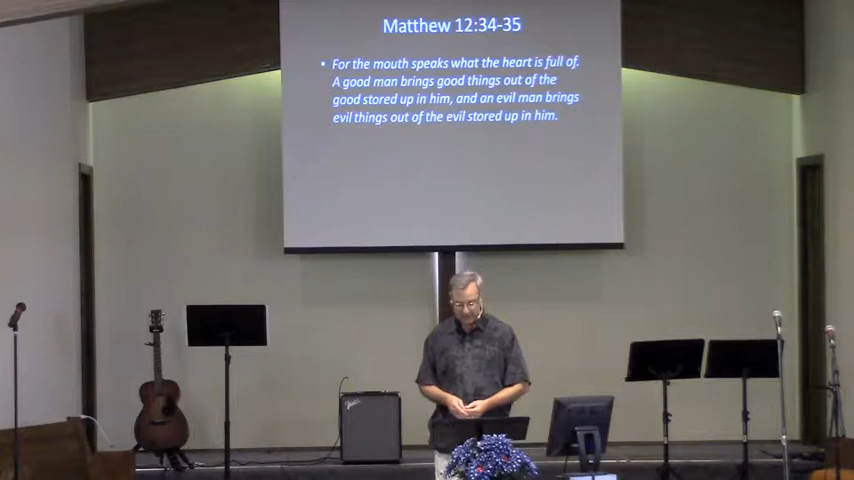 Matthew 12:34-35
• For the mouth speaks what the heart is full of.
A good man brings good things out of the
good stored up in him, and an evil man brings
evil things out of the evil stored up in him.
Fender